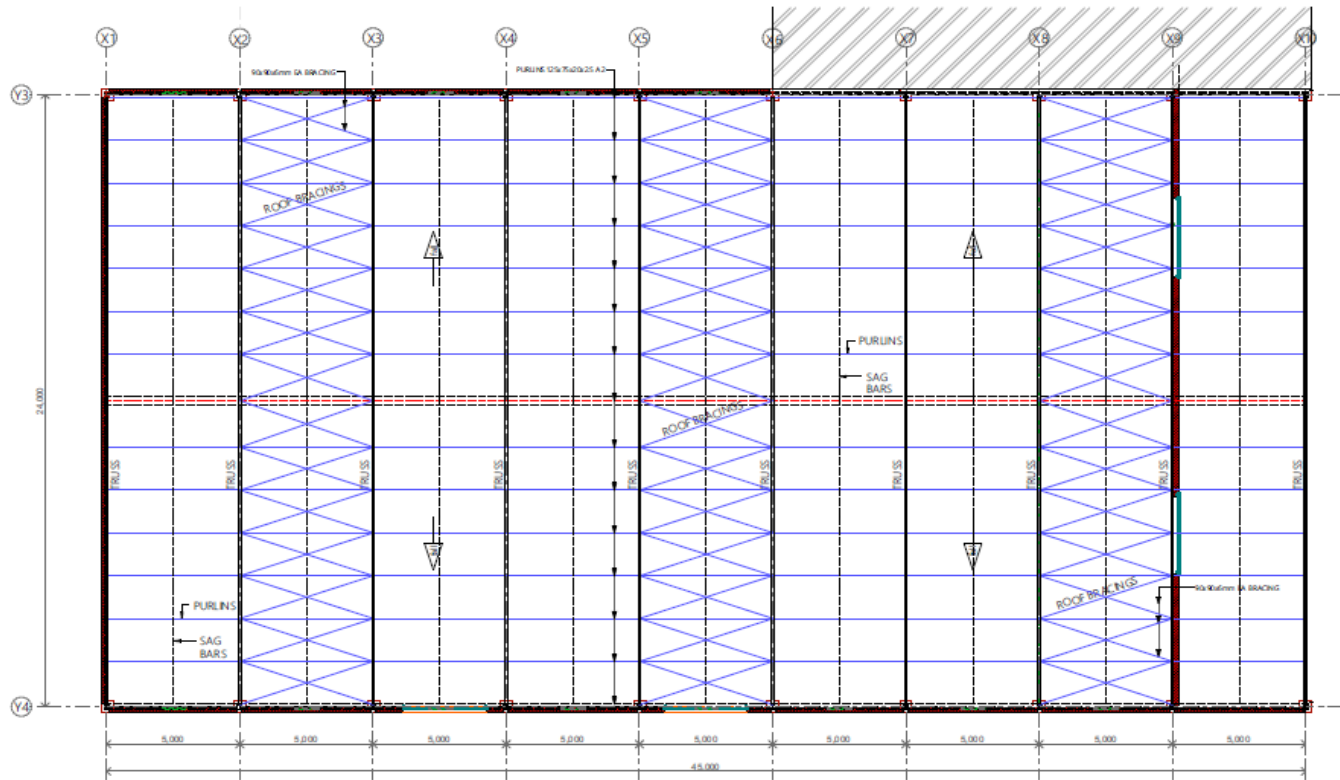 X1 X2 X3 X4 X5 X6 X7 X8 X9 X10
90x90x6mm EA BRACING
PURLINS 125x75x20x2.5 A2
Y3
ROOF BRACINGS
PURLINS
SAG
BARS
24,000
ROOF BRACINGS
TRUSS TRUSS TRUSS TRUSS TRUSS TRUSS TRUSS TRUSS TRUSS TRUSS
90x90x6mm EA BRACING
ROOF BRACINGS
PURLINS
SAG
BARS
Y4
5,000 5,000 5,000 5,000 5,000 5,000 5,000 5,000 5,000
45,000